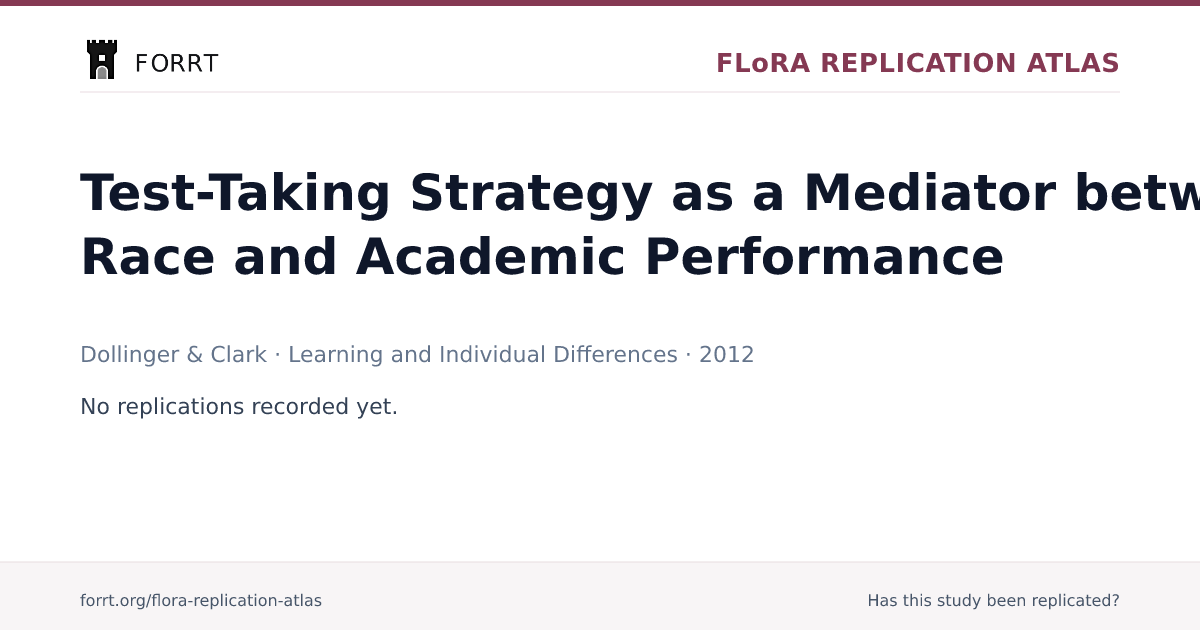 FORRT
FLoRA REPLICATION ATLAS
Test-Taking Strategy as a Mediator betw
Race and Academic Performance
Dollinger & Clark · Learning and Individual Differences · 2012
No replications recorded yet.
forrt.org/flora-replication-atlas
Has this study been replicated?